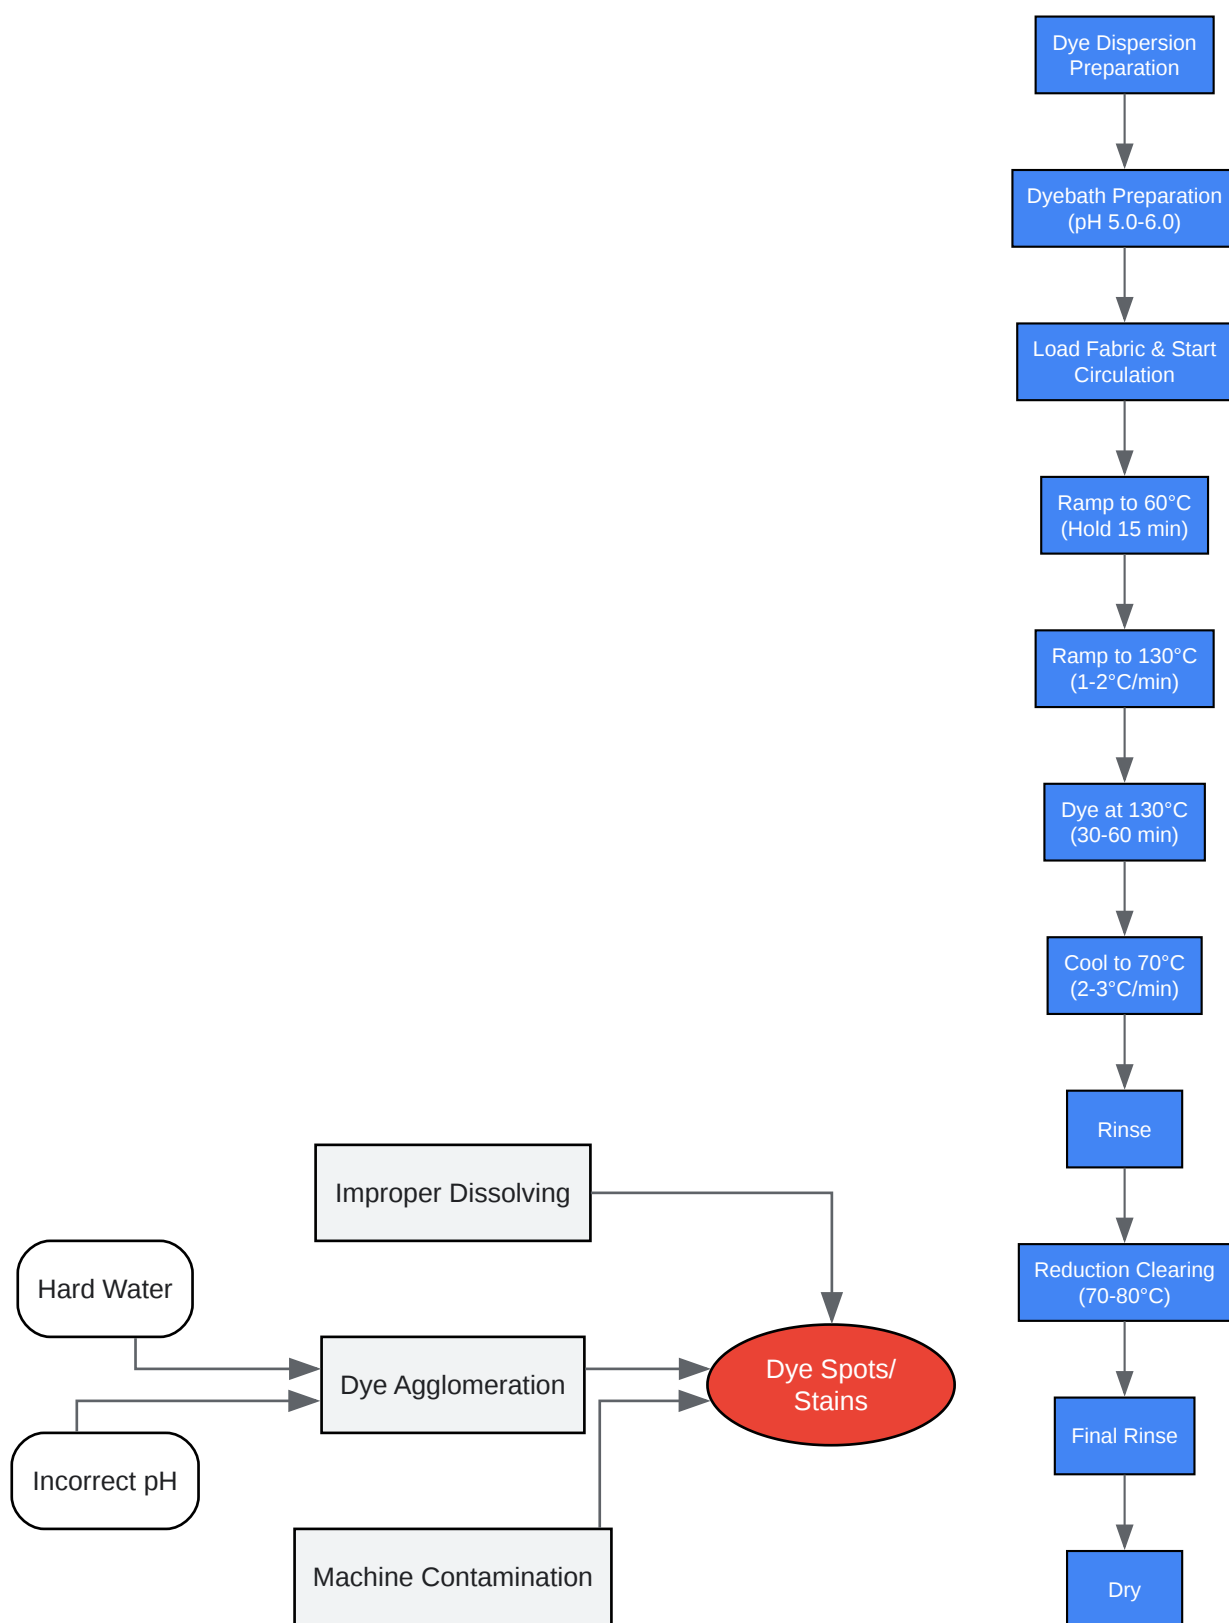 Dye Dispersion
Preparation
Dyebath Preparation
(pH 5.0-6.0)
Load Fabric & Start
Circulation
Ramp to 60°C
(Hold 15 min)
Ramp to 130°C
(1-2°C/min)
Dye at 130°C
(30-60 min)
Cool to 70°C
(2-3°C/min)
Rinse
Reduction Clearing
(70-80°C)
Final Rinse
Dry
Improper Dissolving
Hard Water
Dye Agglomeration
Incorrect pH
Machine Contamination
Dye Spots/
Stains